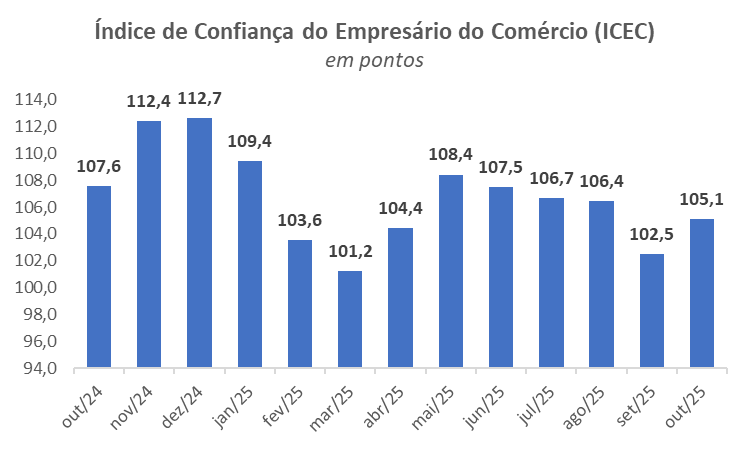 Índice de Confiança do Empresário do Comércio (ICEC)
em pontos
114,0
112,0
110,0
108,0
106,0
104,0
102,0
100,0
98,0
96,0
94,0
107,6
112,4
112,7
109,4
103,6
101,2
104,4
108,4
107,5
106,7
106,4
102,5
105,1
out/24
nov/24
dez/24
jan/25
fev/25
mar/25
abr/25
mai/25
jun/25
jul/25
ago/25
set/25
out/25